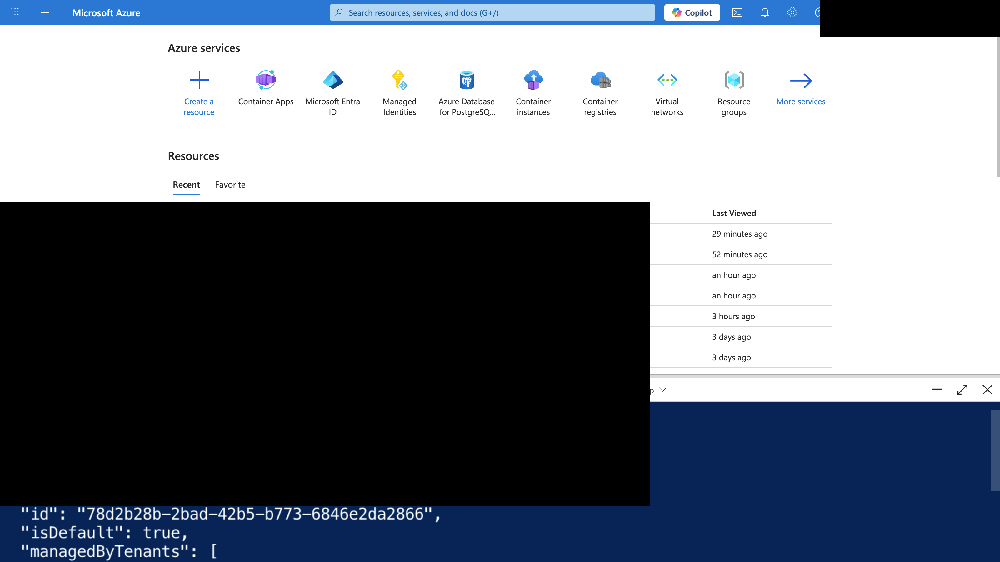 Microsoft Azure
Search resources, services, and docs (G+/)
Copilot
Azure services
Create a
resource
Container Apps
Microsoft Entra
ID
Managed
Identities
Azure Database
for PostgreSQ...
Container
instances
Container
registries
Virtual
networks
Resource
groups
More services
Resources
Recent
Favorite
Last Viewed
29 minutes ago
52 minutes ago
an hour ago
an hour ago
3 hours ago
3 days ago
3 days ago
"id": "78d2b28b-2bad-42b5-b773-6846e2da2866",
"isDefault": true,
"managedByTenants": [